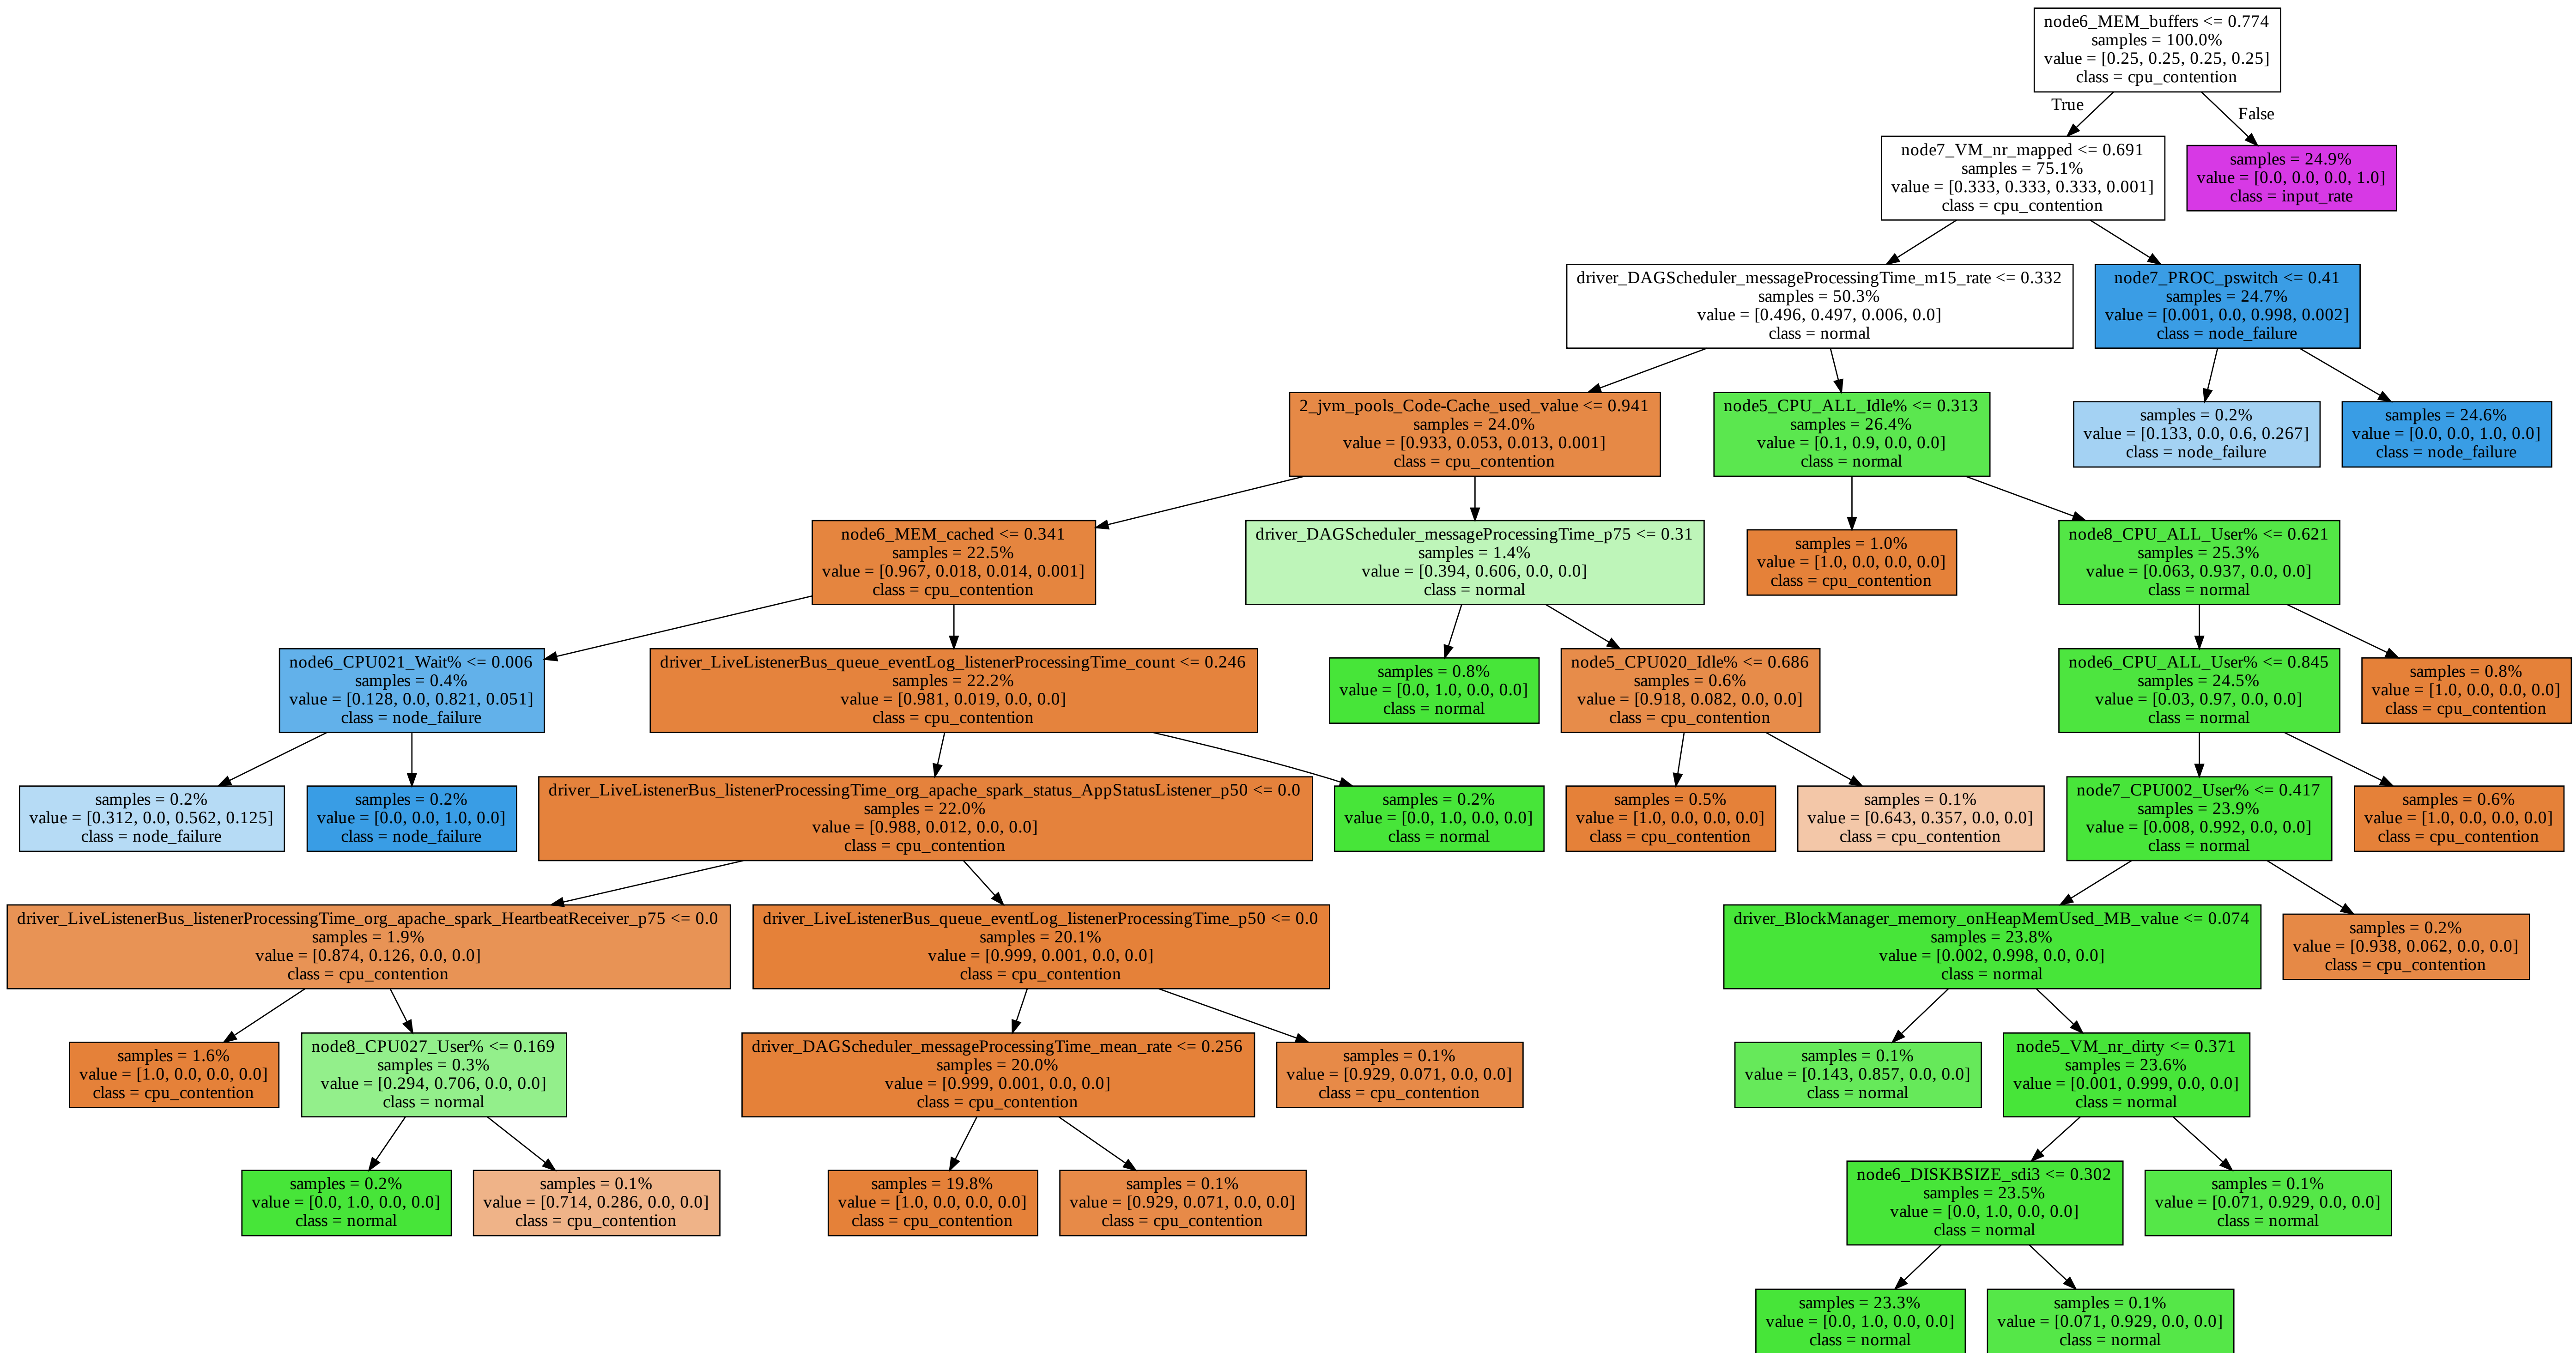 node6_MEM_buffers <= 0.774
samples = 100.0%
value = [0.25, 0.25, 0.25, 0.25]
class = cpu_contention
True
False
node7_VM_nr_mapped <= 0.691
samples = 75.1%
value = [0.333, 0.333, 0.333, 0.001]
class = cpu_contention
samples = 24.9%
value = [0.0, 0.0, 0.0, 1.0]
class = input_rate
driver_DAGScheduler_messageProcessingTime_m15_rate <= 0.332
samples = 50.3%
value = [0.496, 0.497, 0.006, 0.0]
class = normal
node7_PROC_pswitch <= 0.41
samples = 24.7%
value = [0.001, 0.0, 0.998, 0.002]
class = node_failure
2_jvm_pools_Code-Cache_used_value <= 0.941
samples = 24.0%
value = [0.933, 0.053, 0.013, 0.001]
class = cpu_contention
node5_CPU_ALL_Idle% <= 0.313
samples = 26.4%
value = [0.1, 0.9, 0.0, 0.0]
class = normal
samples = 0.2%
value = [0.133, 0.0, 0.6, 0.267]
class = node_failure
samples = 24.6%
value = [0.0, 0.0, 1.0, 0.0]
class = node_failure
node6_MEM_cached <= 0.341
samples = 22.5%
value = [0.967, 0.018, 0.014, 0.001]
class = cpu_contention
driver_DAGScheduler_messageProcessingTime_p75 <= 0.31
samples = 1.4%
value = [0.394, 0.606, 0.0, 0.0]
class = normal
samples = 1.0%
value = [1.0, 0.0, 0.0, 0.0]
class = cpu_contention
node8_CPU_ALL_User% <= 0.621
samples = 25.3%
value = [0.063, 0.937, 0.0, 0.0]
class = normal
node6_CPU021_Wait% <= 0.006
samples = 0.4%
value = [0.128, 0.0, 0.821, 0.051]
class = node_failure
driver_LiveListenerBus_queue_eventLog_listenerProcessingTime_count <= 0.246
samples = 22.2%
value = [0.981, 0.019, 0.0, 0.0]
class = cpu_contention
samples = 0.8%
value = [0.0, 1.0, 0.0, 0.0]
class = normal
node5_CPU020_Idle% <= 0.686
samples = 0.6%
value = [0.918, 0.082, 0.0, 0.0]
class = cpu_contention
node6_CPU_ALL_User% <= 0.845
samples = 24.5%
value = [0.03, 0.97, 0.0, 0.0]
class = normal
samples = 0.8%
value = [1.0, 0.0, 0.0, 0.0]
class = cpu_contention
samples = 0.2%
value = [0.312, 0.0, 0.562, 0.125]
class = node_failure
samples = 0.2%
value = [0.0, 0.0, 1.0, 0.0]
class = node_failure
driver_LiveListenerBus_listenerProcessingTime_org_apache_spark_status_AppStatusListener_p50 <= 0.0
samples = 22.0%
value = [0.988, 0.012, 0.0, 0.0]
class = cpu_contention
samples = 0.2%
value = [0.0, 1.0, 0.0, 0.0]
class = normal
samples = 0.5%
value = [1.0, 0.0, 0.0, 0.0]
class = cpu_contention
samples = 0.1%
value = [0.643, 0.357, 0.0, 0.0]
class = cpu_contention
node7_CPU002_User% <= 0.417
samples = 23.9%
value = [0.008, 0.992, 0.0, 0.0]
class = normal
samples = 0.6%
value = [1.0, 0.0, 0.0, 0.0]
class = cpu_contention
driver_LiveListenerBus_listenerProcessingTime_org_apache_spark_HeartbeatReceiver_p75 <= 0.0
samples = 1.9%
value = [0.874, 0.126, 0.0, 0.0]
class = cpu_contention
driver_LiveListenerBus_queue_eventLog_listenerProcessingTime_p50 <= 0.0
samples = 20.1%
value = [0.999, 0.001, 0.0, 0.0]
class = cpu_contention
driver_BlockManager_memory_onHeapMemUsed_MB_value <= 0.074
samples = 23.8%
value = [0.002, 0.998, 0.0, 0.0]
class = normal
samples = 0.2%
value = [0.938, 0.062, 0.0, 0.0]
class = cpu_contention
samples = 1.6%
value = [1.0, 0.0, 0.0, 0.0]
class = cpu_contention
node8_CPU027_User% <= 0.169
samples = 0.3%
value = [0.294, 0.706, 0.0, 0.0]
class = normal
driver_DAGScheduler_messageProcessingTime_mean_rate <= 0.256
samples = 20.0%
value = [0.999, 0.001, 0.0, 0.0]
class = cpu_contention
samples = 0.1%
value = [0.929, 0.071, 0.0, 0.0]
class = cpu_contention
samples = 0.1%
value = [0.143, 0.857, 0.0, 0.0]
class = normal
node5_VM_nr_dirty <= 0.371
samples = 23.6%
value = [0.001, 0.999, 0.0, 0.0]
class = normal
samples = 0.2%
value = [0.0, 1.0, 0.0, 0.0]
class = normal
samples = 0.1%
value = [0.714, 0.286, 0.0, 0.0]
class = cpu_contention
samples = 19.8%
value = [1.0, 0.0, 0.0, 0.0]
class = cpu_contention
samples = 0.1%
value = [0.929, 0.071, 0.0, 0.0]
class = cpu_contention
node6_DISKBSIZE_sdi3 <= 0.302
samples = 23.5%
value = [0.0, 1.0, 0.0, 0.0]
class = normal
samples = 0.1%
value = [0.071, 0.929, 0.0, 0.0]
class = normal
samples = 23.3%
value = [0.0, 1.0, 0.0, 0.0]
class = normal
samples = 0.1%
value = [0.071, 0.929, 0.0, 0.0]
class = normal